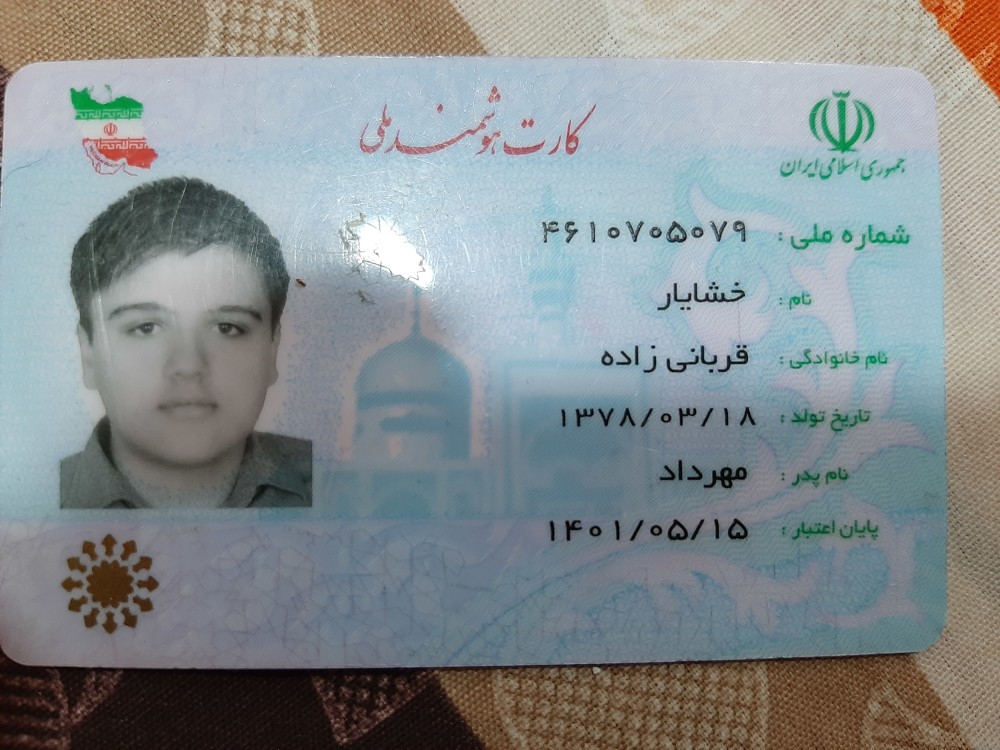 کارت هوشمند ملی
جمهوری اسلامی ایران
شماره ملی : ۴۶۱۰۷۰۵۰۷۹
نام : خشایار
نام خانوادگی : قربانی زاده
تاریخ تولد : ۱۳۷۸/۰۳/۱۸
نام پدر : مهرداد
پایان اعتبار : ۱۴۰۱/۰۵/۱۵